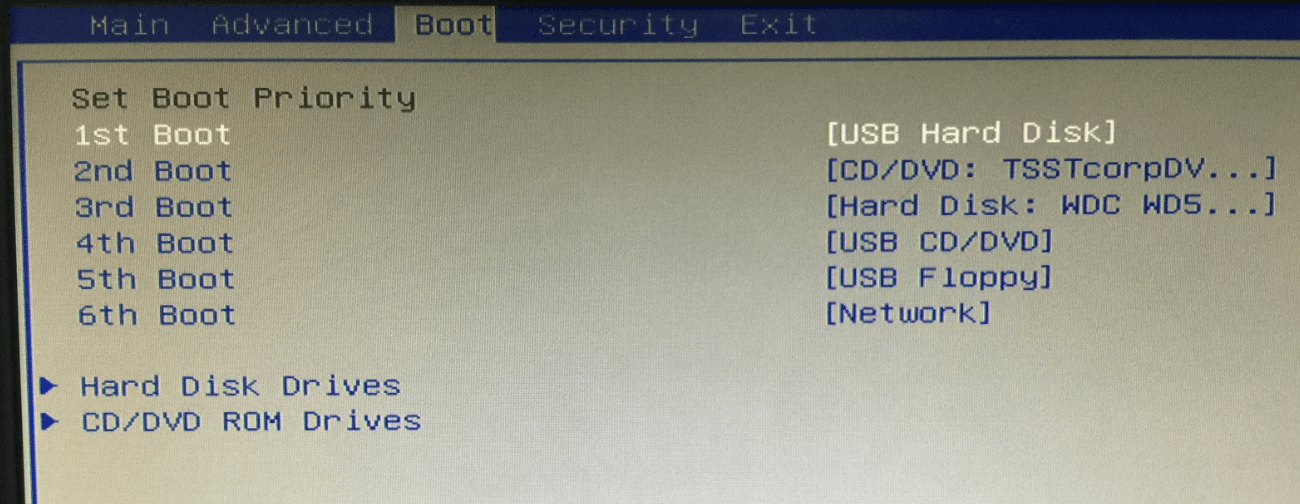 Main Advanced Boot Security Exit
Set Boot Priority
1st Boot [USB Hard Disk]
2nd Boot [CD/DVD: TSSTcorpDV...]
3rd Boot [Hard Disk: WDC WD5...]
4th Boot [USB CD/DVD]
5th Boot [USB Floppy]
6th Boot [Network]
Hard Disk Drives
CD/DVD ROM Drives